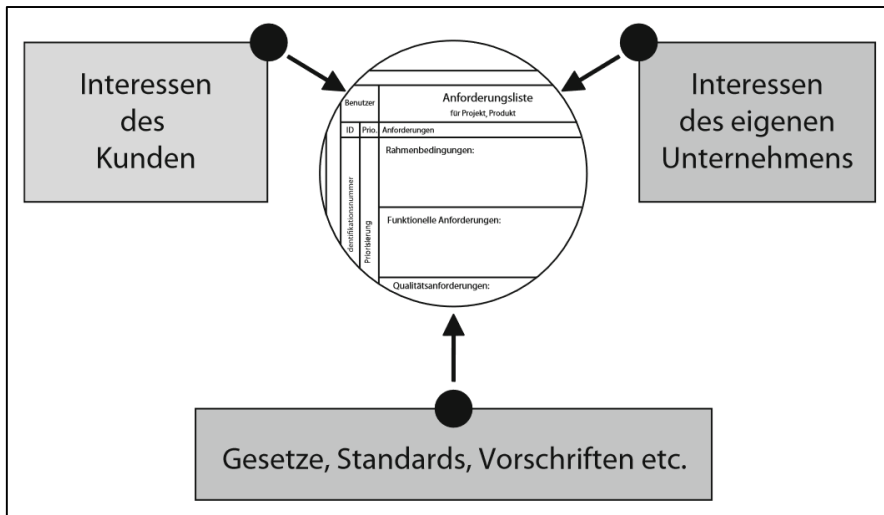 Interessen
des
Kunden
Interessen
des eigenen
Unternehmens
Benutzer
Anforderungsliste
für Projekt, Produkt
ID Prio. Anforderungen
Rahmenbedingungen:
Funktionelle Anforderungen:
Qualitätsanforderungen:
dentifikationsnummer
Priorisierung
Gesetze, Standards, Vorschriften etc.